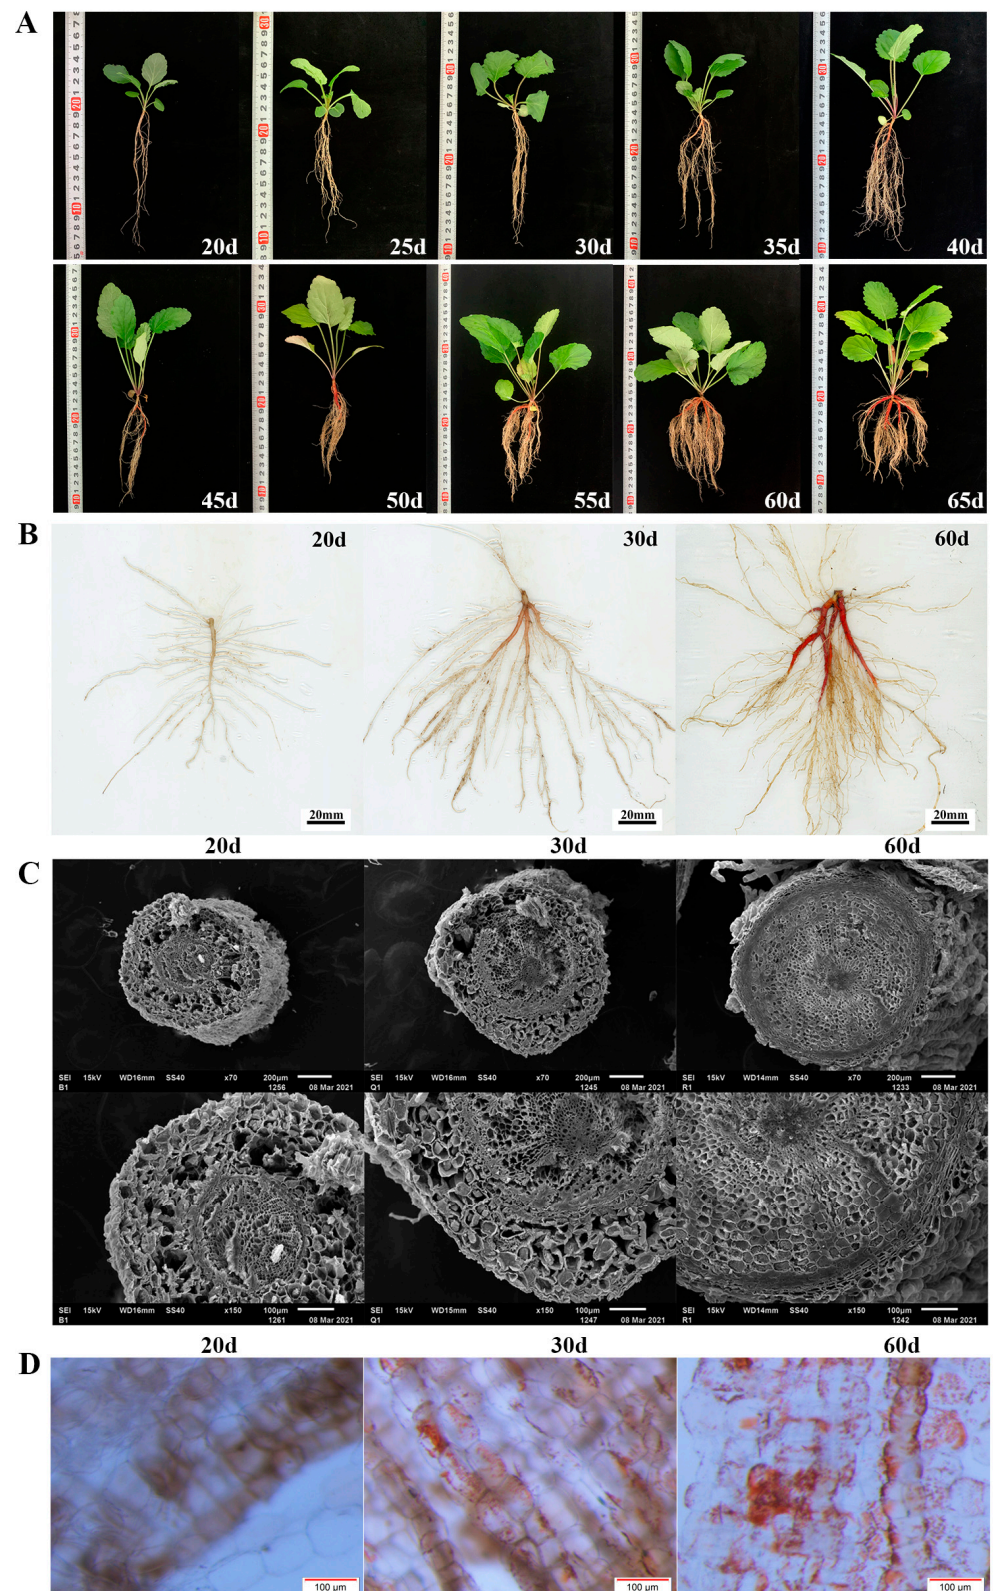 A
20d
25d
30d
35d
40d
45d
50d
55d
60d
65d
B
20d
30d
60d
20mm
20mm
20mm
20d
30d
60d
C
SEI 15kV WD16mm SS40 x70 200μm
B1 1256 08 Mar 2021
SEI 15kV WD16mm SS40 x70 200μm
Q1 1245 08 Mar 2021
SEI 15kV WD14mm SS40 x70 200μm
R1 1233 08 Mar 2021
SEI 15kV WD16mm SS40 x150 100μm
B1 1261 08 Mar 2021
SEI 15kV WD15mm SS40 x150 100μm
Q1 1247 08 Mar 2021
SEI 15kV WD14mm SS40 x150 100μm
R1 1242 08 Mar 2021
20d
30d
60d
D
100 μm
100 μm
100 μm